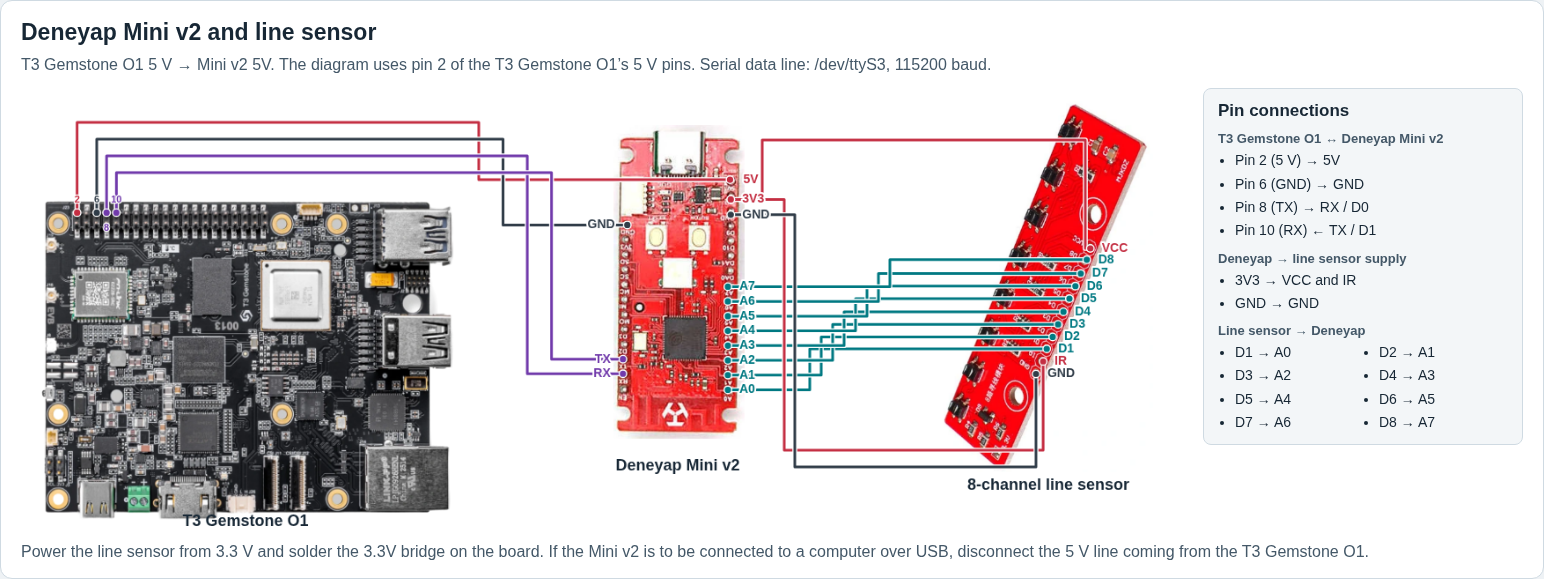 Deneyap Mini v2 and line sensor
T3 Gemstone O1 5 V → Mini v2 5V. The diagram uses pin 2 of the T3 Gemstone O1’s 5 V pins. Serial data line: /dev/ttyS3, 115200 baud.
2
6
10
8
5V
3V3
GND
GND
A7
A6
A5
A4
A3
A2
A1
A0
TX
RX
VCC
D8
D7
D6
D5
D4
D3
D2
D1
IR
GND
T3 Gemstone O1
Deneyap Mini v2
8-channel line sensor
Pin connections
T3 Gemstone O1 ↔ Deneyap Mini v2
• Pin 2 (5 V) → 5V
• Pin 6 (GND) → GND
• Pin 8 (TX) → RX / D0
• Pin 10 (RX) ← TX / D1
Deneyap → line sensor supply
• 3V3 → VCC and IR
• GND → GND
Line sensor → Deneyap
• D1 → A0
• D2 → A1
• D3 → A2
• D4 → A3
• D5 → A4
• D6 → A5
• D7 → A6
• D8 → A7
Power the line sensor from 3.3 V and solder the 3.3V bridge on the board. If the Mini v2 is to be connected to a computer over USB, disconnect the 5 V line coming from the T3 Gemstone O1.